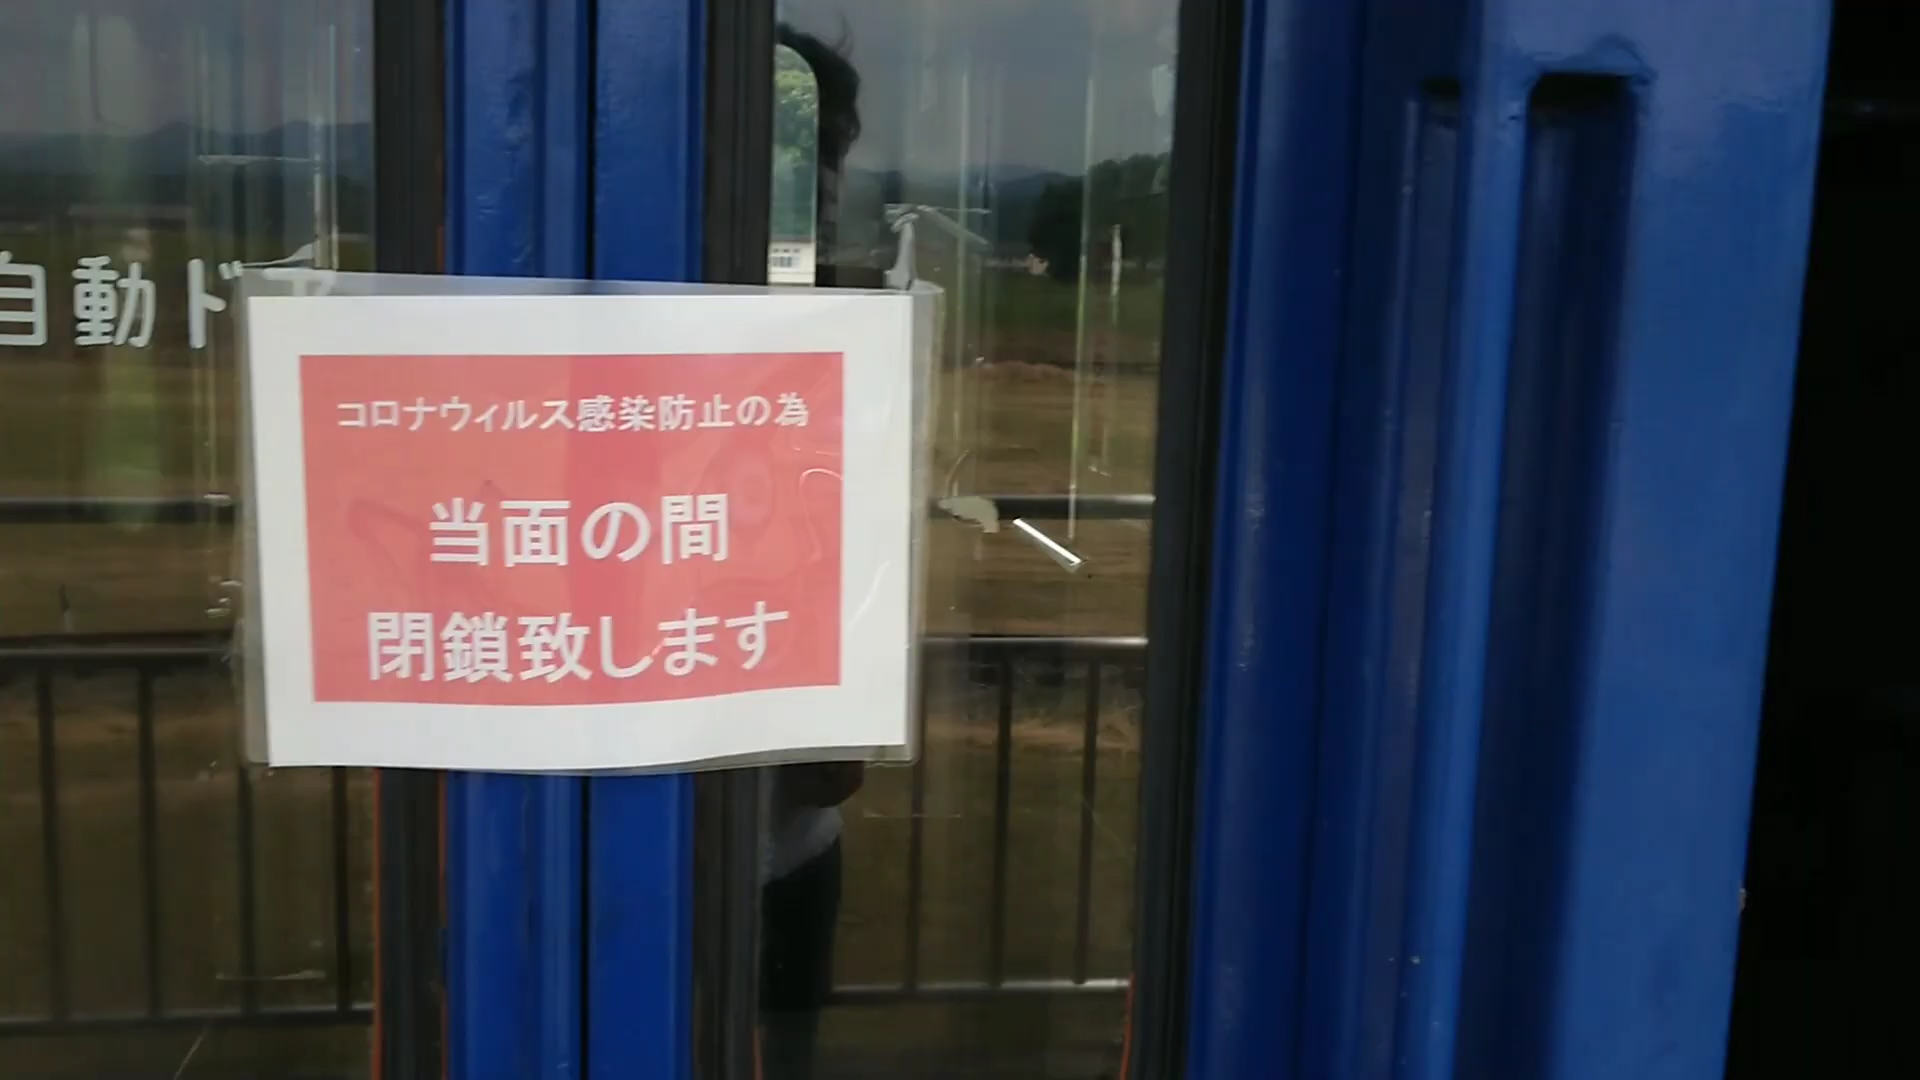 自動ドア
コロナウィルス感染防止の為
当面の間
閉鎖致します